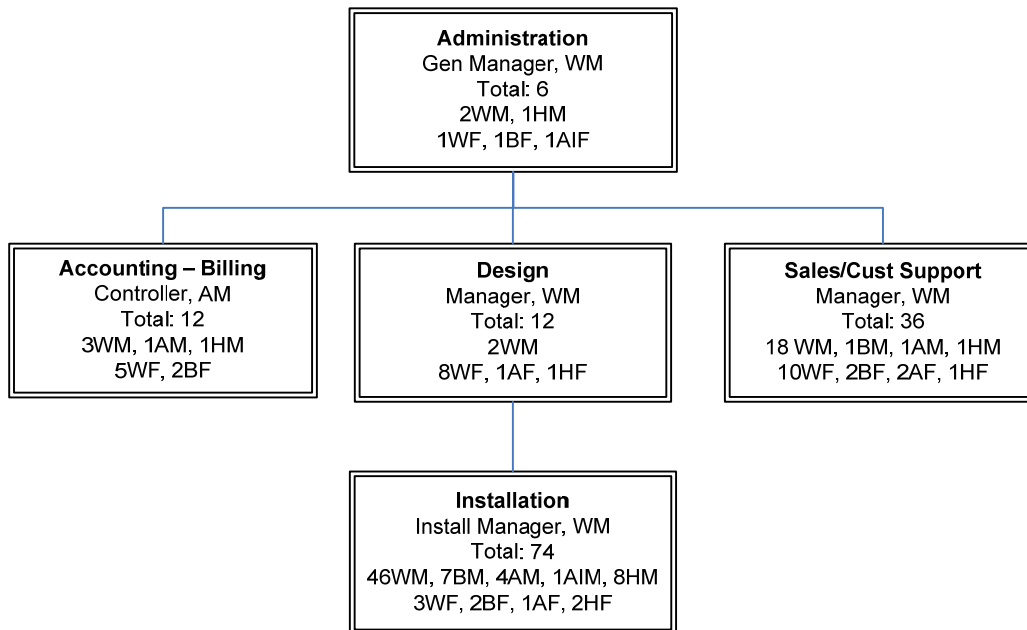 Administration
Gen Manager, WM
Total: 6
2WM, 1HM
1WF, 1BF, 1AIF
Accounting – Billing
Controller, AM
Total: 12
3WM, 1AM, 1HM
5WF, 2BF
Design
Manager, WM
Total: 12
2WM
8WF, 1AF, 1HF
Sales/Cust Support
Manager, WM
Total: 36
18 WM, 1BM, 1AM, 1HM
10WF, 2BF, 2AF, 1HF
Installation
Install Manager, WM
Total: 74
46WM, 7BM, 4AM, 1AIM, 8HM
3WF, 2BF, 1AF, 2HF